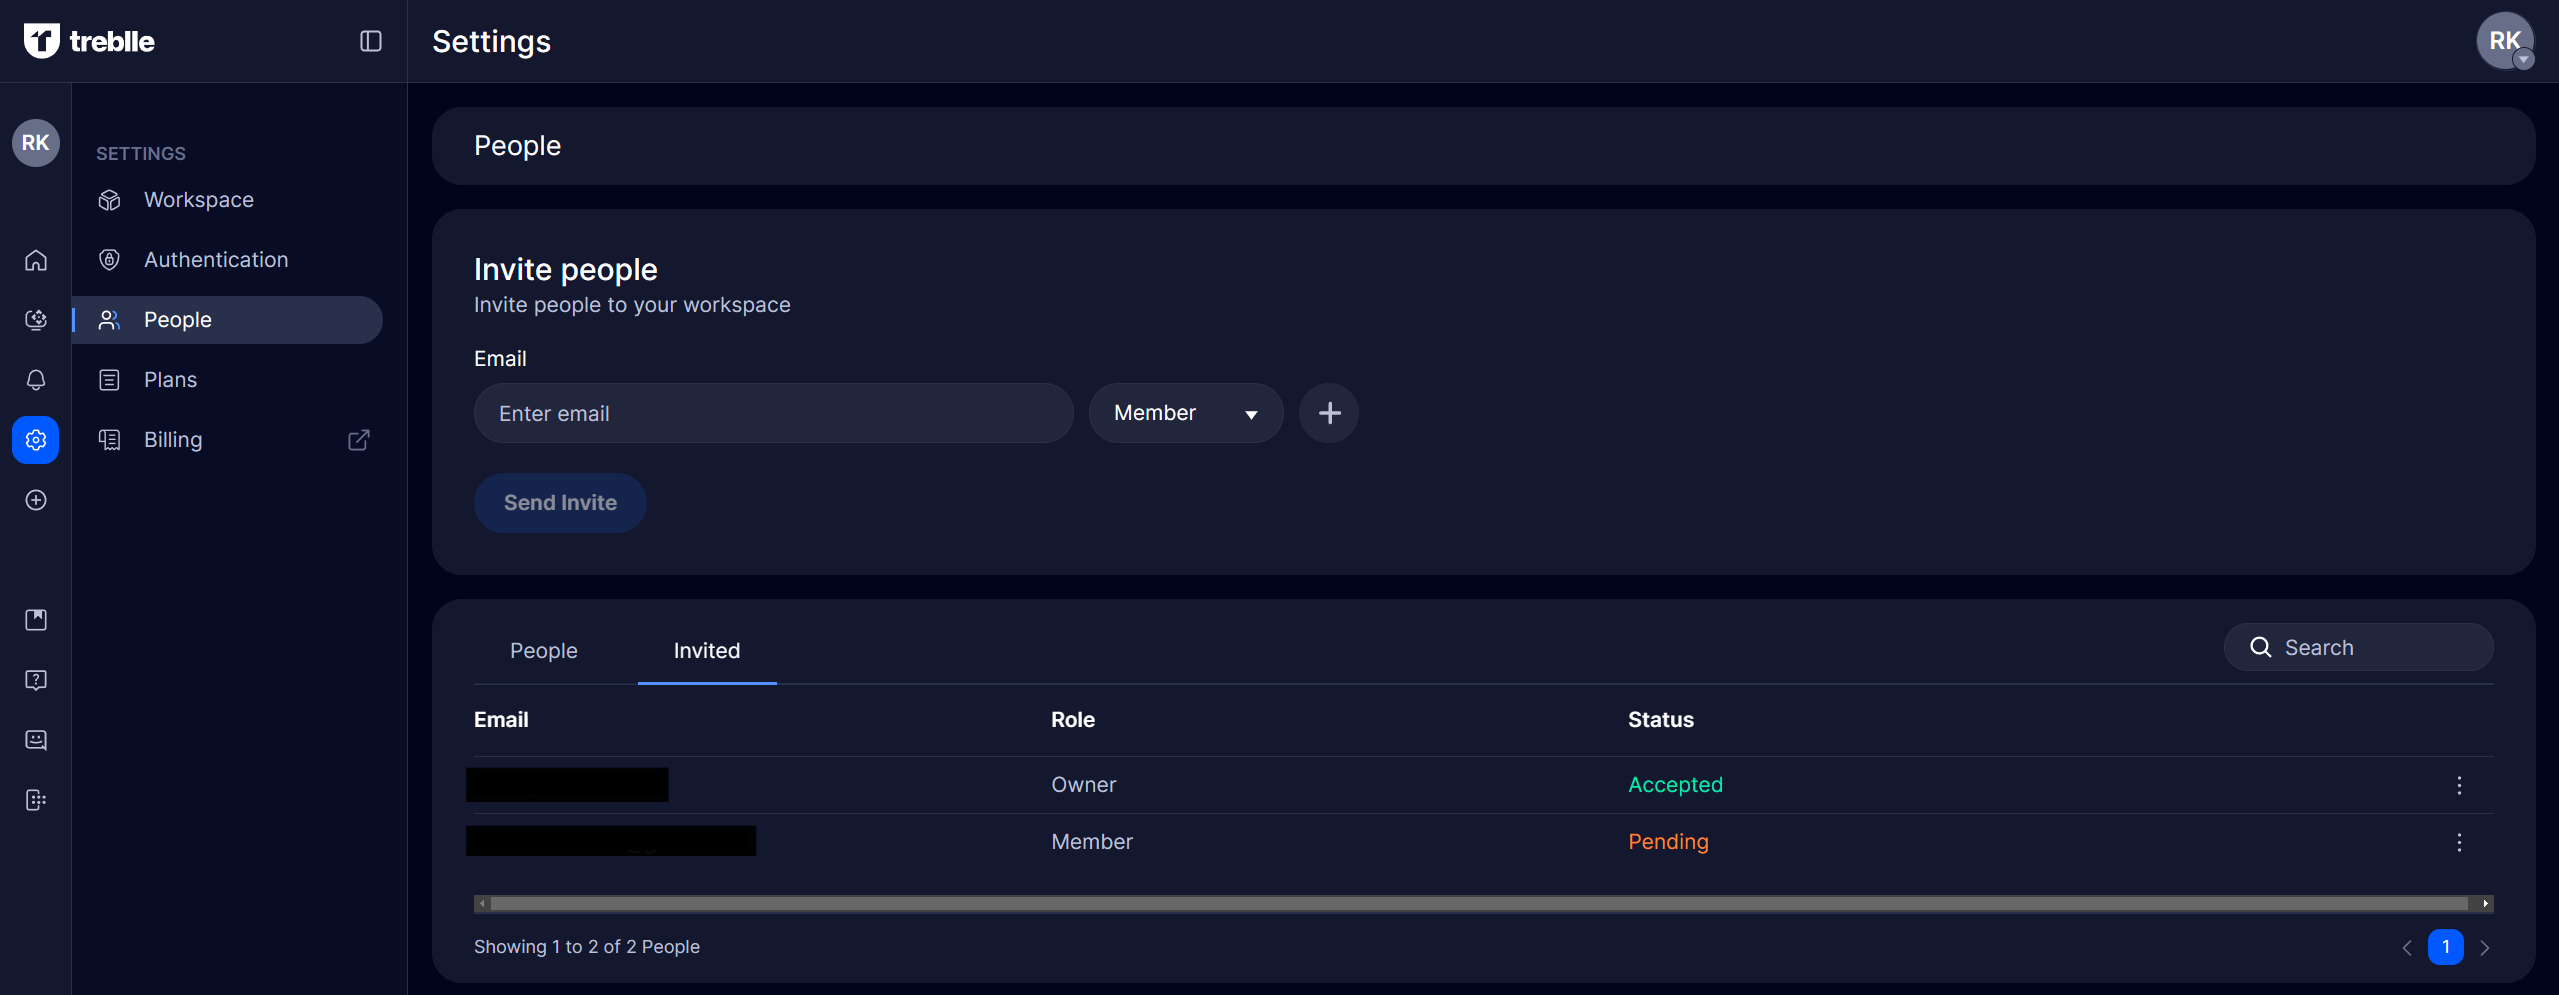 treblle
Settings
RK
RK
SETTINGS
Workspace
Authentication
People
Plans
Billing
People
Invite people
Invite people to your workspace
Email
Enter email
Member
Send Invite
People
Invited
Search
Email Role Status
Owner Accepted
Member Pending
Showing 1 to 2 of 2 People
1